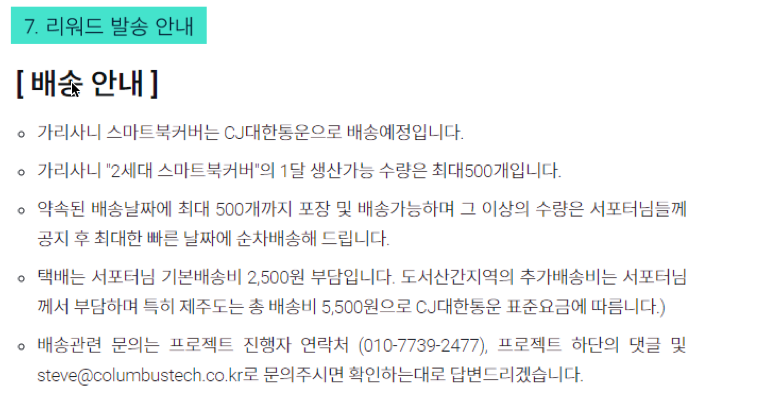 7. 리워드 발송 안내
[ 배송 안내 ]
가리사니 스마트북커버는 CJ대한통운으로 배송예정입니다.
가리사니 "2세대 스마트북커버"의 1달 생산가능 수량은 최대500개입니다.
약속된 배송날짜에 최대 500개까지 포장 및 배송가능하며 그 이상의 수량은 서포터님들께
공지 후 최대한 빠른 날짜에 순차배송해 드립니다.
택배는 서포터님 기본배송비 2,500원 부담입니다. 도서산간지역의 추가배송비는 서포터님
께서 부담하며 특히 제주도는 총 배송비 5,500원으로 CJ대한통운 표준요금에 따름니다.)
배송관련 문의는 프로젝트 진행자 연락처 (010-7739-2477), 프로젝트 하단의 댓글 및
steve@columbustech.co.kr로 문의주시면 확인하는대로 답변드리겠습니다.